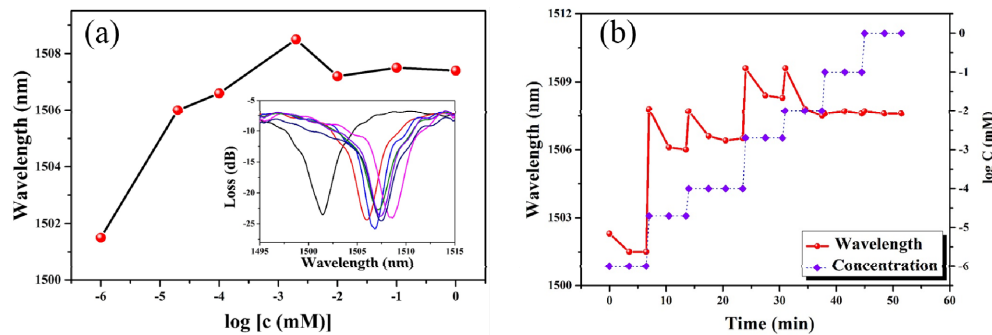 (a)
1508
1506
1504
1502
1500
Wavelength (nm)
-6 -5 -4 -3 -2 -1 0
log [c (mM)]
-5
-10
-15
-20
-25
Loss (dB)
1495 1500 1505 1510 1515
Wavelength (nm)
(b)
1512
1509
1506
1503
1500
Wavelength (nm)
0 10 20 30 40 50 60
Time (min)
0
-1
-2
-3
-4
-5
-6
log C (mM)
Wavelength
Concentration